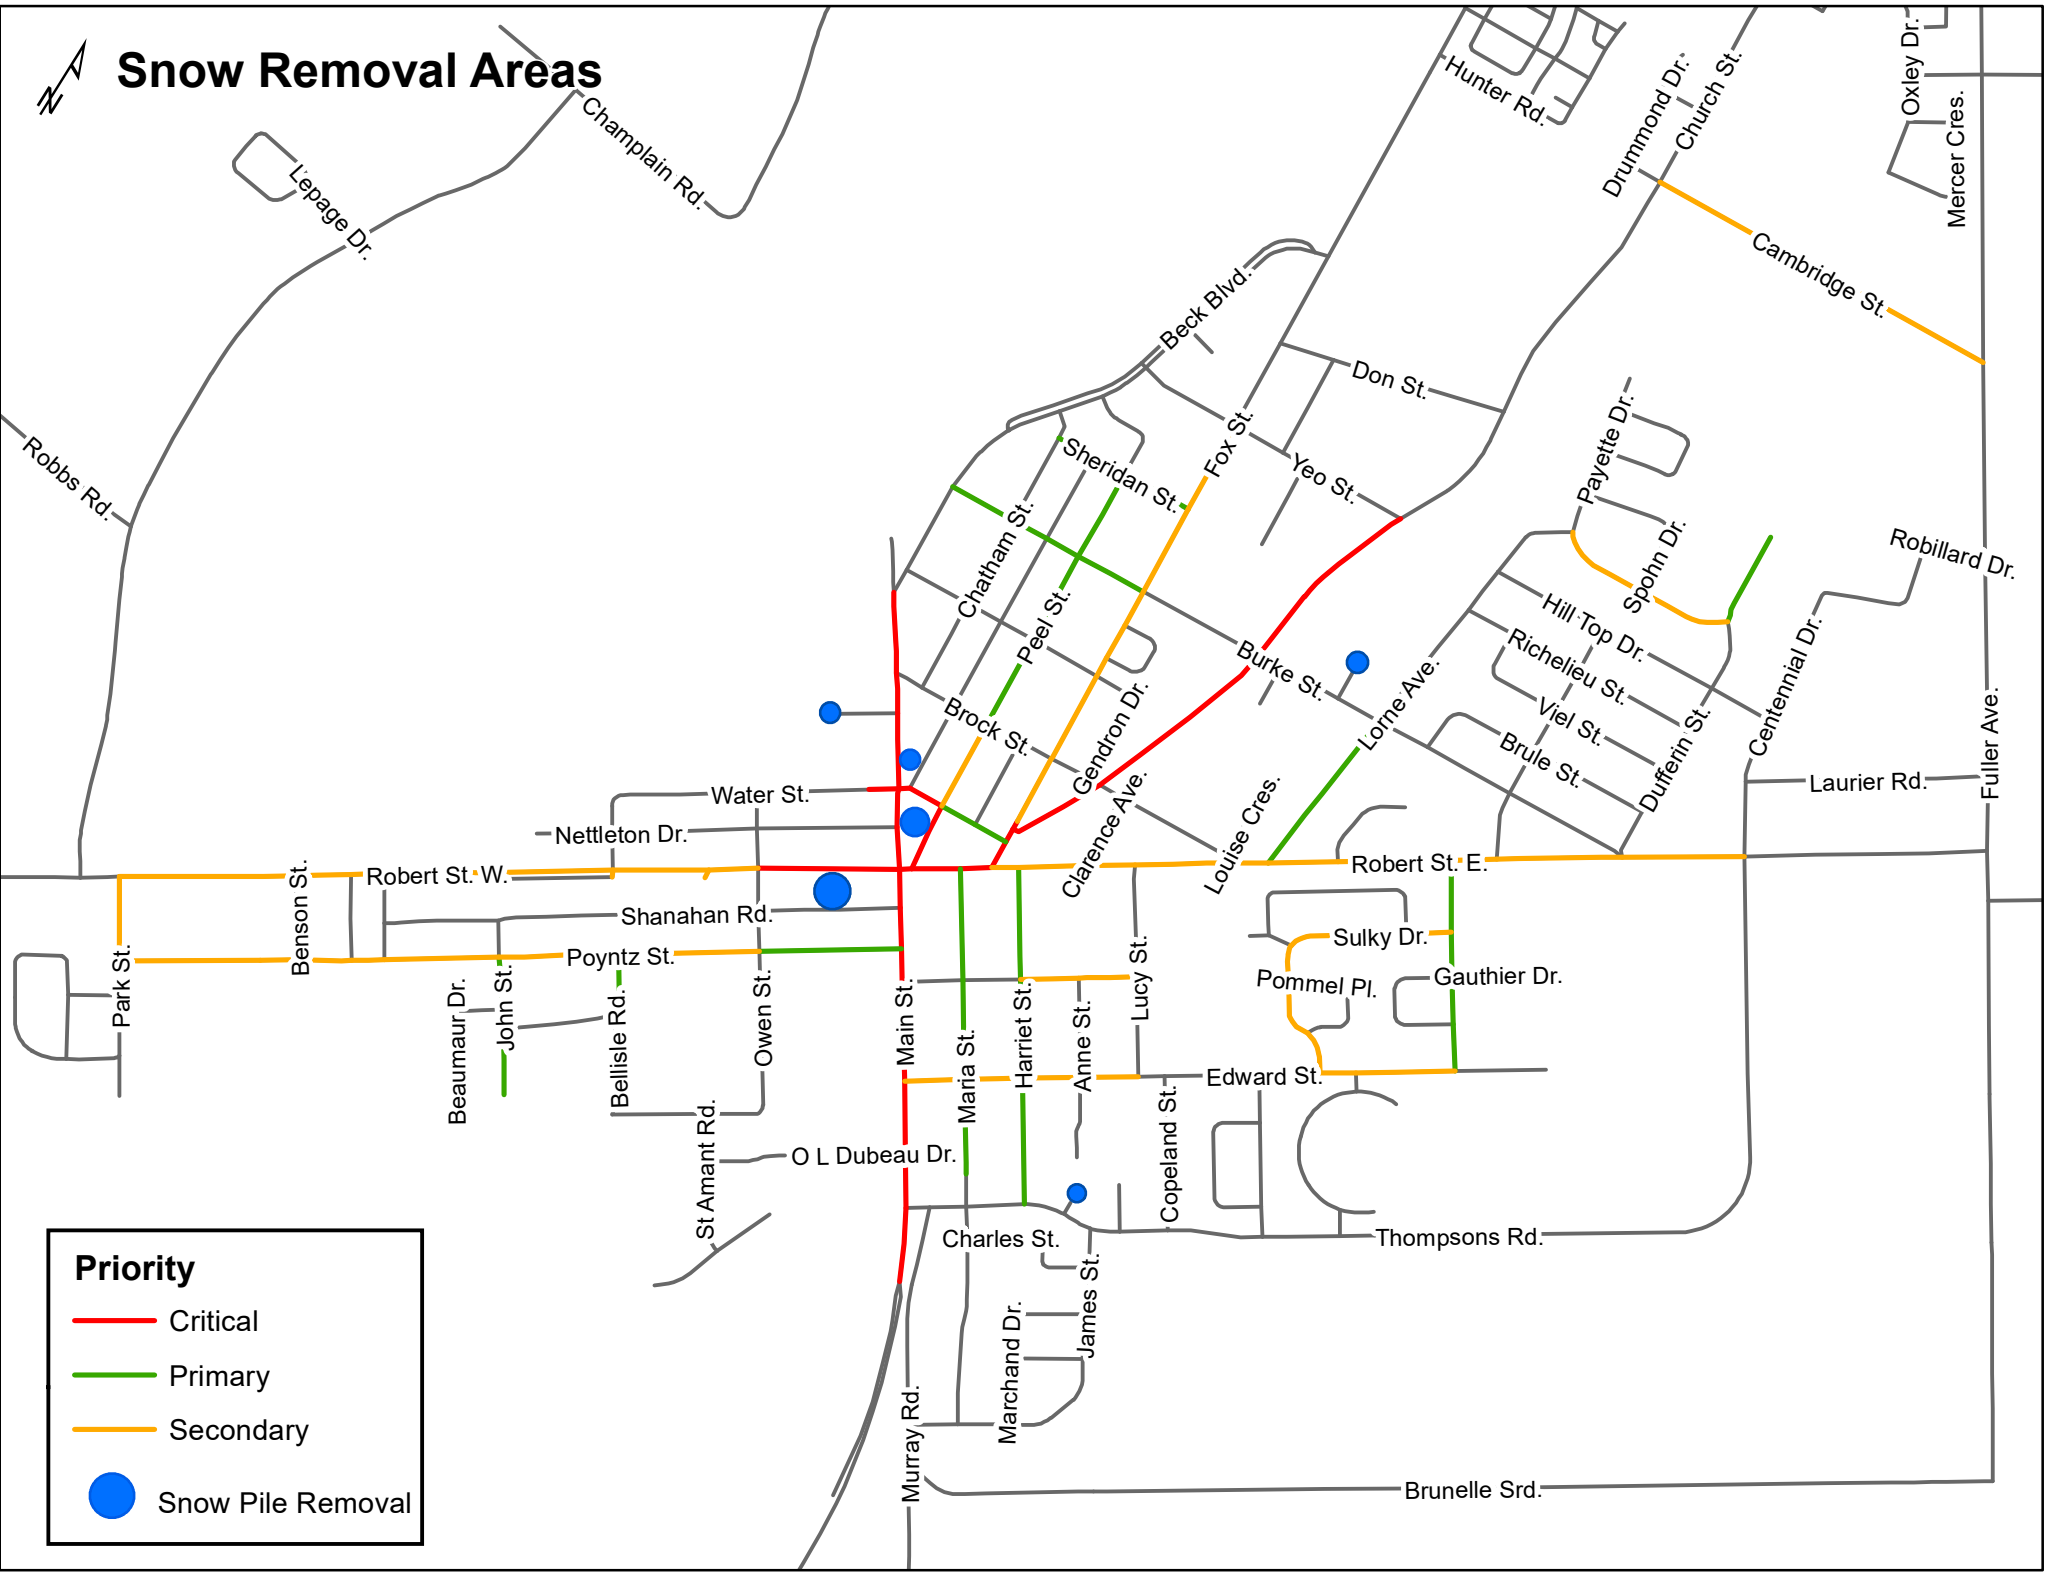 Snow Removal Areas
N
Champlain Rd.
Lepage Dr.
Robbs Rd.
Hunter Rd.
Drummond Dr.
Church St.
Oxley Dr.
Mercer Cres.
Cambridge St.
Beck Blvd.
Don St.
Fox St.
Yeo St.
Sheridan St.
Payette Dr.
Spohn Dr.
Robillard Dr.
Chatham St.
Peel St.
Hill Top Dr.
Richelieu St.
Burke St.
Lorne Ave.
Viel St.
Brule St.
Dufferin St.
Centennial Dr.
Fuller Ave.
Brock St.
Gendron Dr.
Clarence Ave.
Louise Cres.
Laurier Rd.
Water St.
Nettleton Dr.
Robert St. W.
Robert St. E.
Benson St.
Shanahan Rd.
Poyntz St.
Park St.
Beaumaur Dr.
John St.
Bellisle Rd.
Owen St.
Main St.
Maria St.
Harriet St.
Anne St.
Lucy St.
Sulky Dr.
Pommel Pl.
Gauthier Dr.
Edward St.
Copeland St.
St Amant Rd.
O L Dubeau Dr.
Charles St.
Thompsons Rd.
James St.
Marchand Dr.
Murray Rd.
Brunelle Srd.
Priority
Critical
Primary
Secondary
Snow Pile Removal